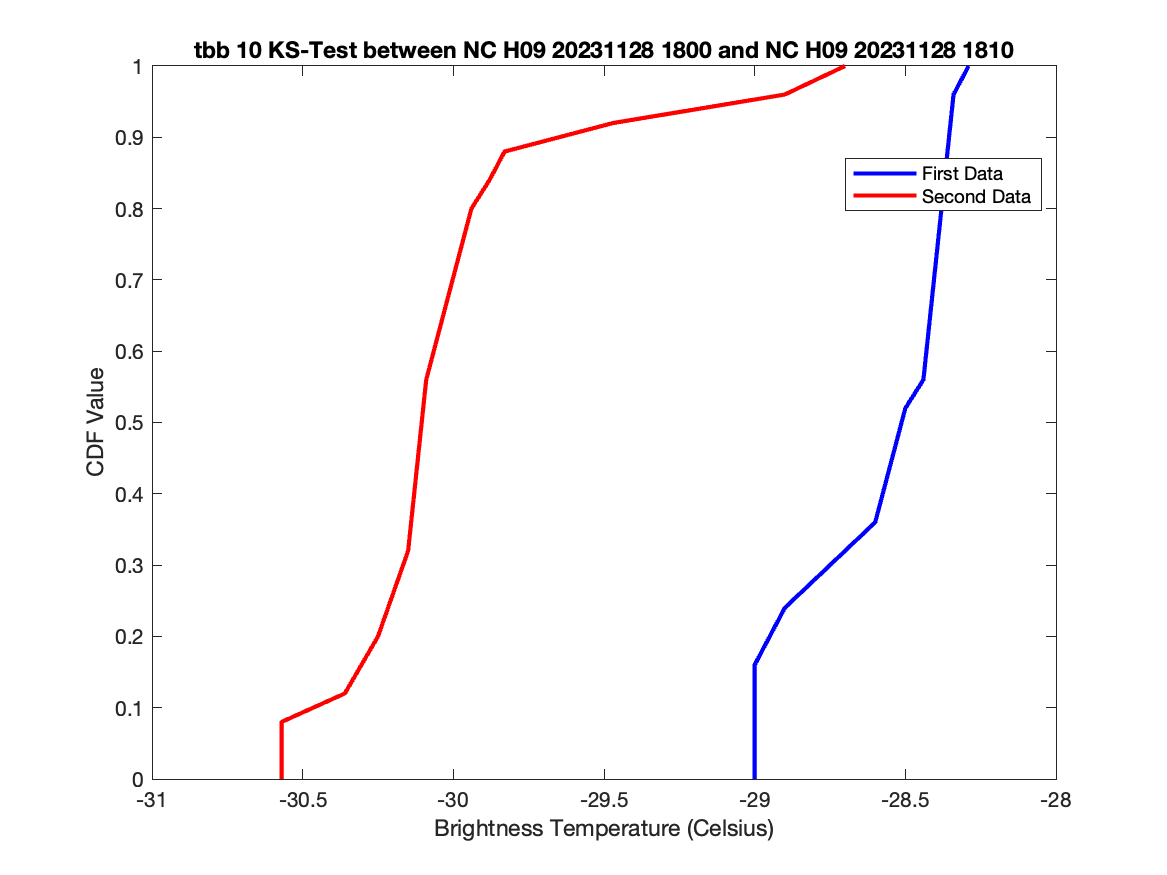 tbb 10 KS-Test between NC H09 20231128 1800 and NC H09 20231128 1810
1
0.9
0.8
0.7
0.6
0.5
0.4
0.3
0.2
0.1
0
CDF Value
First Data
Second Data
-31 -30.5 -30 -29.5 -29 -28.5 -28
Brightness Temperature (Celsius)